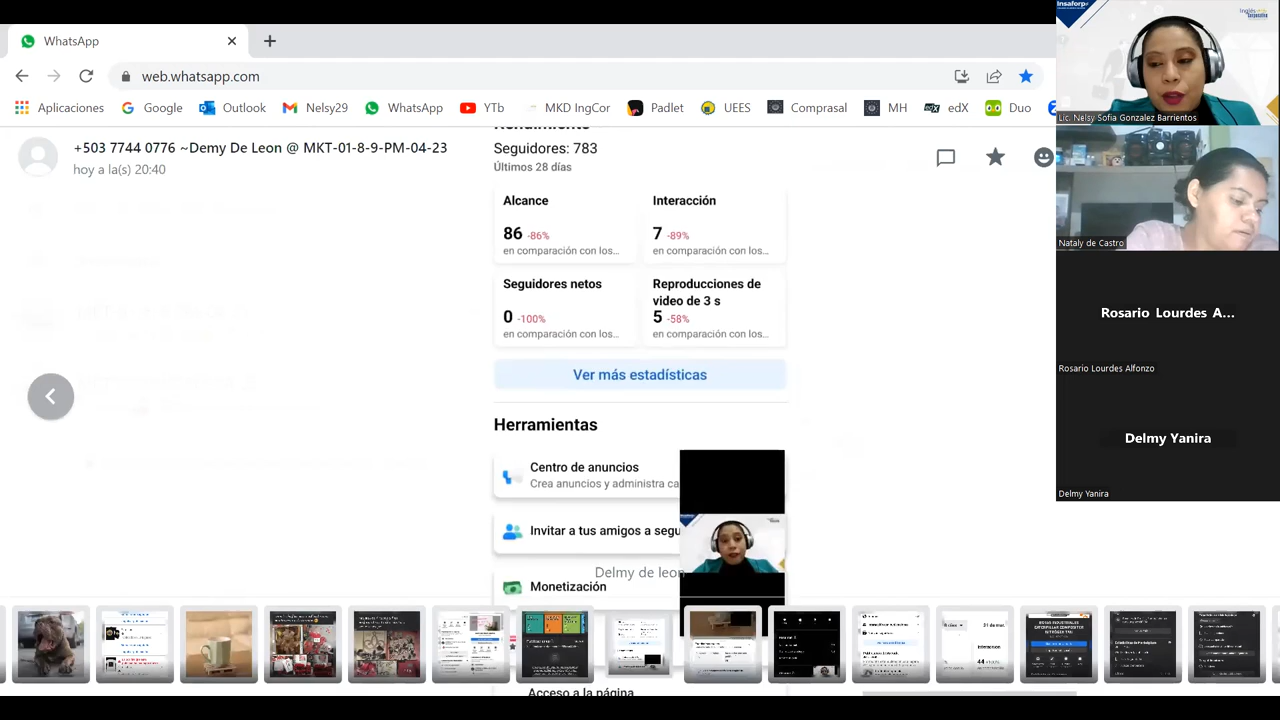 WhatsApp
web.whatsapp.com
Aplicaciones
Google
Outlook
Nelsy29
WhatsApp
YTb
MKD IngCor
Padlet
UEES
Comprasal
MH
edX
Duo
+503 7744 0776 ~Demy De Leon @ MKT-01-8-9-PM-04-23
hoy a la(s) 20:40
Rendimiento
Seguidores: 783
Últimos 28 días
Alcance
86 -86%
en comparación con los...
Interacción
7 -89%
en comparación con los...
Seguidores netos
0 -100%
en comparación con los...
Reproducciones de
video de 3 s
5 -58%
en comparación con los...
Ver más estadísticas
Herramientas
Centro de anuncios
Crea anuncios y administra ca
Invitar a tus amigos a segu
Delmy de leon
Monetización
Acceso a la página
Insaforp
Inglés
Corporativo
Lic. Nelsy Sofia Gonzalez Barrientos
Nataly de Castro
Rosario Lourdes A...
Rosario Lourdes Alfonzo
Delmy Yanira
Delmy Yanira